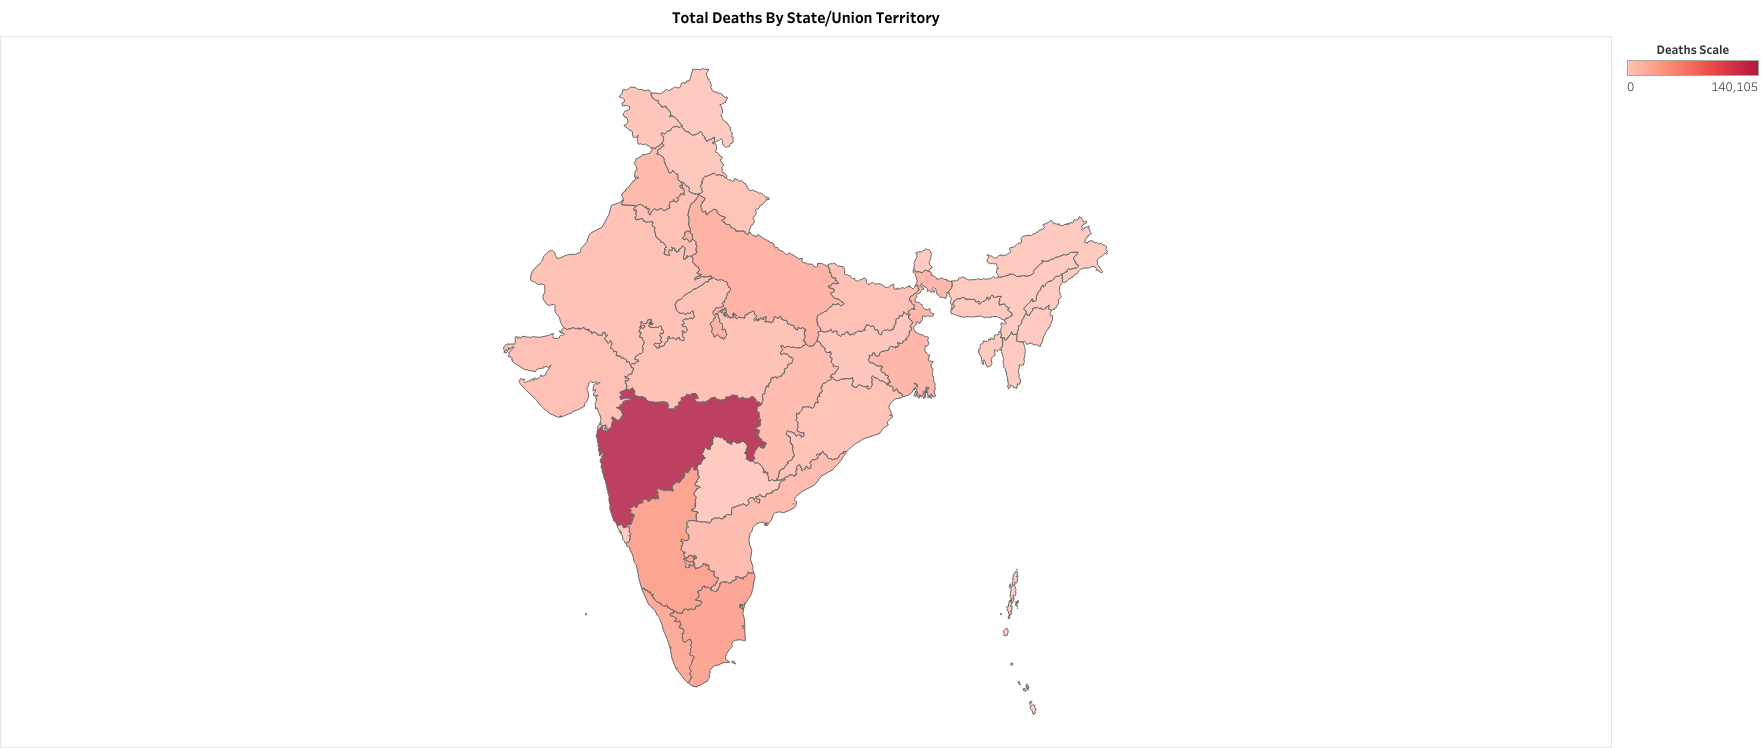 Total Deaths By State/Union Territory
Deaths Scale
0 140,105